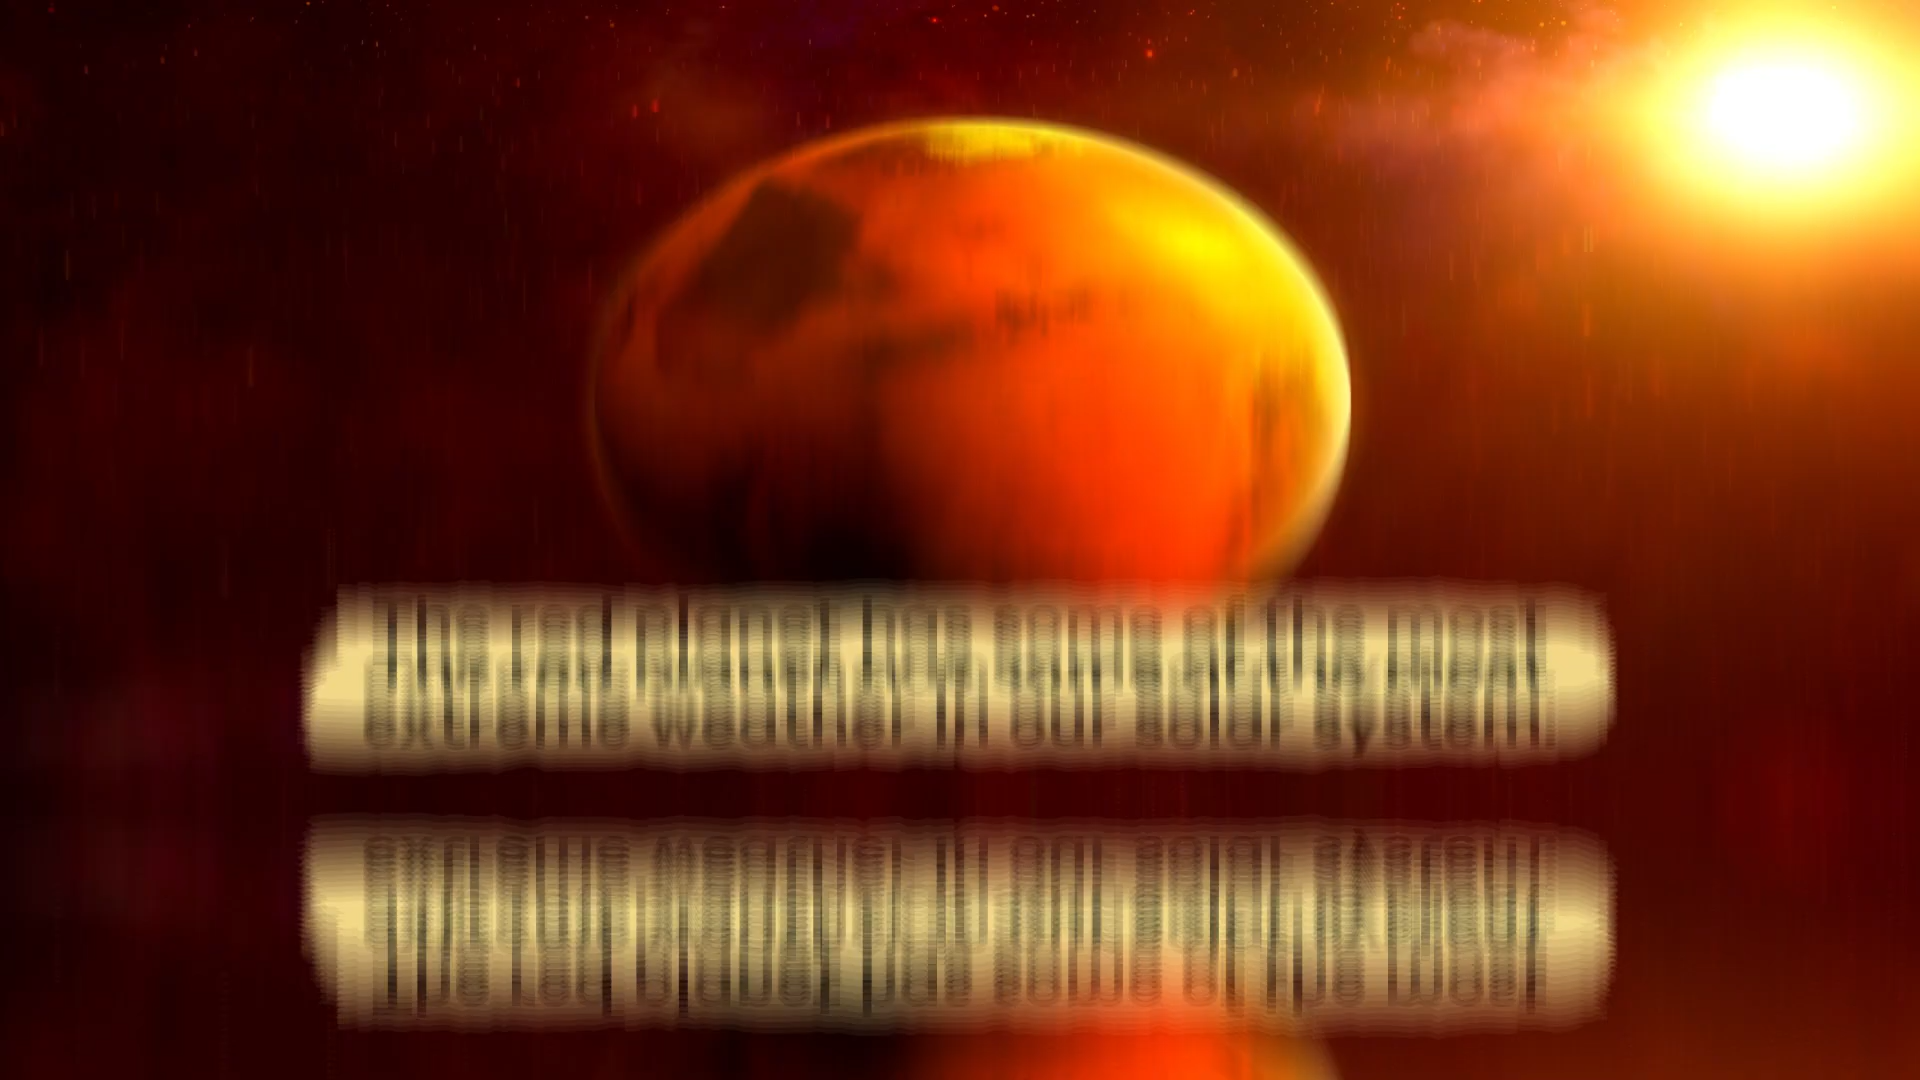 The red planet has some of the most
extreme weather in our solar system.